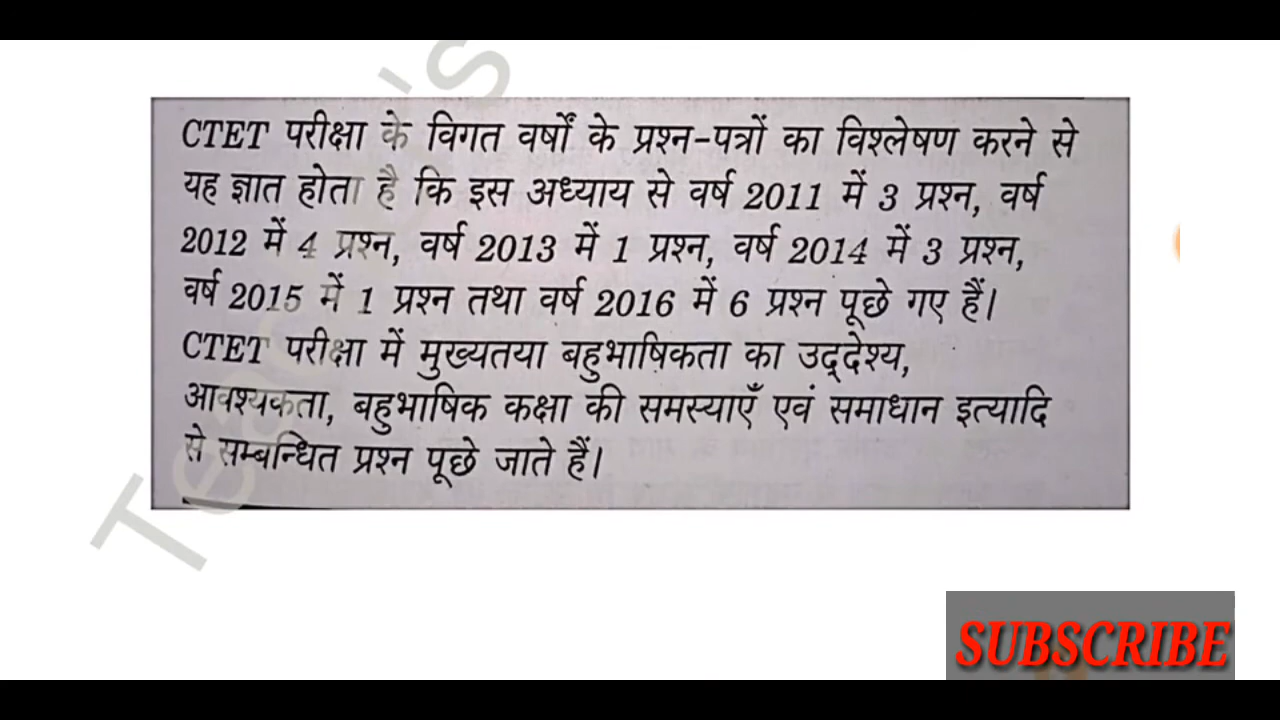 CTET परीक्षा के विगत वर्षों के प्रश्न-पत्रों का विश्लेषण करने से
यह ज्ञात होता है कि इस अध्याय से वर्ष 2011 में 3 प्रश्न, वर्ष
2012 में 4 प्रश्न, वर्ष 2013 में 1 प्रश्न, वर्ष 2014 में 3 प्रश्न,
वर्ष 2015 में 1 प्रश्न तथा वर्ष 2016 में 6 प्रश्न पूछे गए हैं।
CTET परीक्षा में मुख्यतया बहुभाषिकता का उद्देश्य,
आवश्यकता, बहुभाषिक कक्षा की समस्याएँ एवं समाधान इत्यादि
से सम्बन्धित प्रश्न पूछे जाते हैं।
SUBSCRIBE